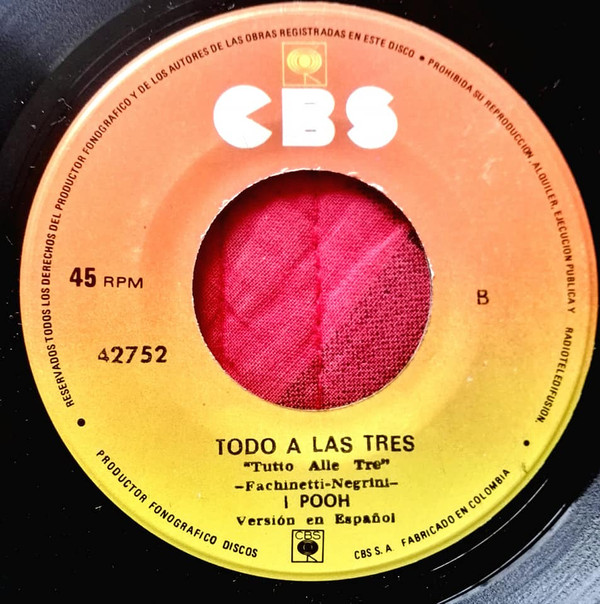 RESERVADOS TODOS LOS DERECHOS DEL PRODUCTOR FONOGRAFICO Y DE LOS AUTORES DE LAS OBRAS REGISTRADAS EN ESTE DISCO • PROHIBIDA SU REPRODUCCION, ALQUILER, EJECUCION PUBLICA Y RADIOTELEDIFUSION.
CBS
45 RPM
B
42752
TODO A LAS TRES
"Tutto Alle Tre"
-Fachinetti-Negrini-
I POOH
Versión en Español
CBS
• PRODUCTOR FONOGRAFICO DISCOS CBS S. A. FABRICADO EN COLOMBIA •